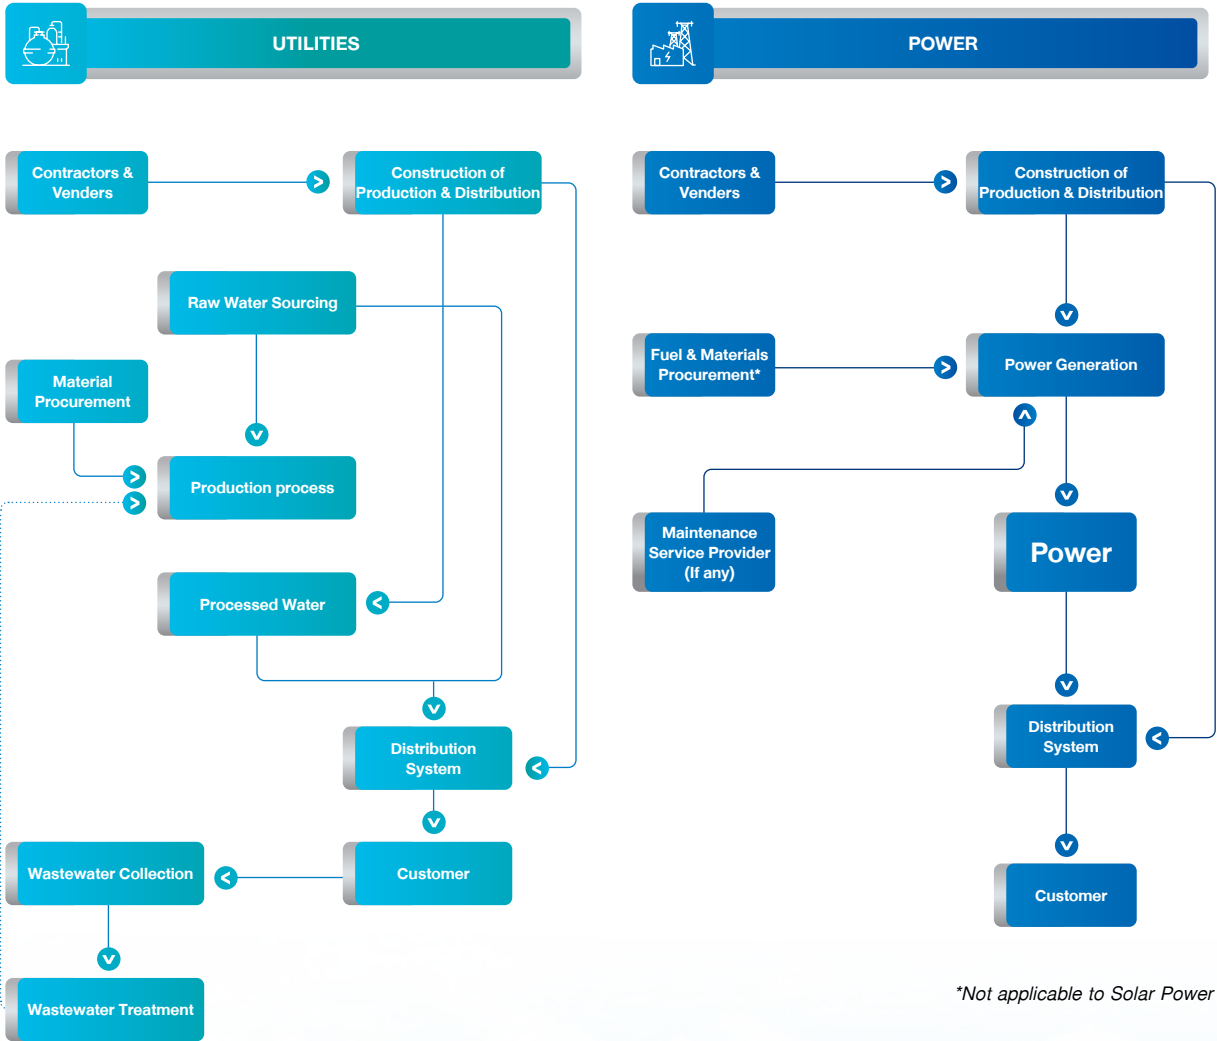 UTILITIES
Contractors &
Venders
Construction of
Production & Distribution
Raw Water Sourcing
Material
Procurement
Production process
Processed Water
Distribution
System
Wastewater Collection
Customer
Wastewater Treatment
POWER
Contractors &
Venders
Construction of
Production & Distribution
Fuel & Materials
Procurement*
Power Generation
Maintenance
Service Provider
(If any)
Power
Distribution
System
Customer
*Not applicable to Solar Power